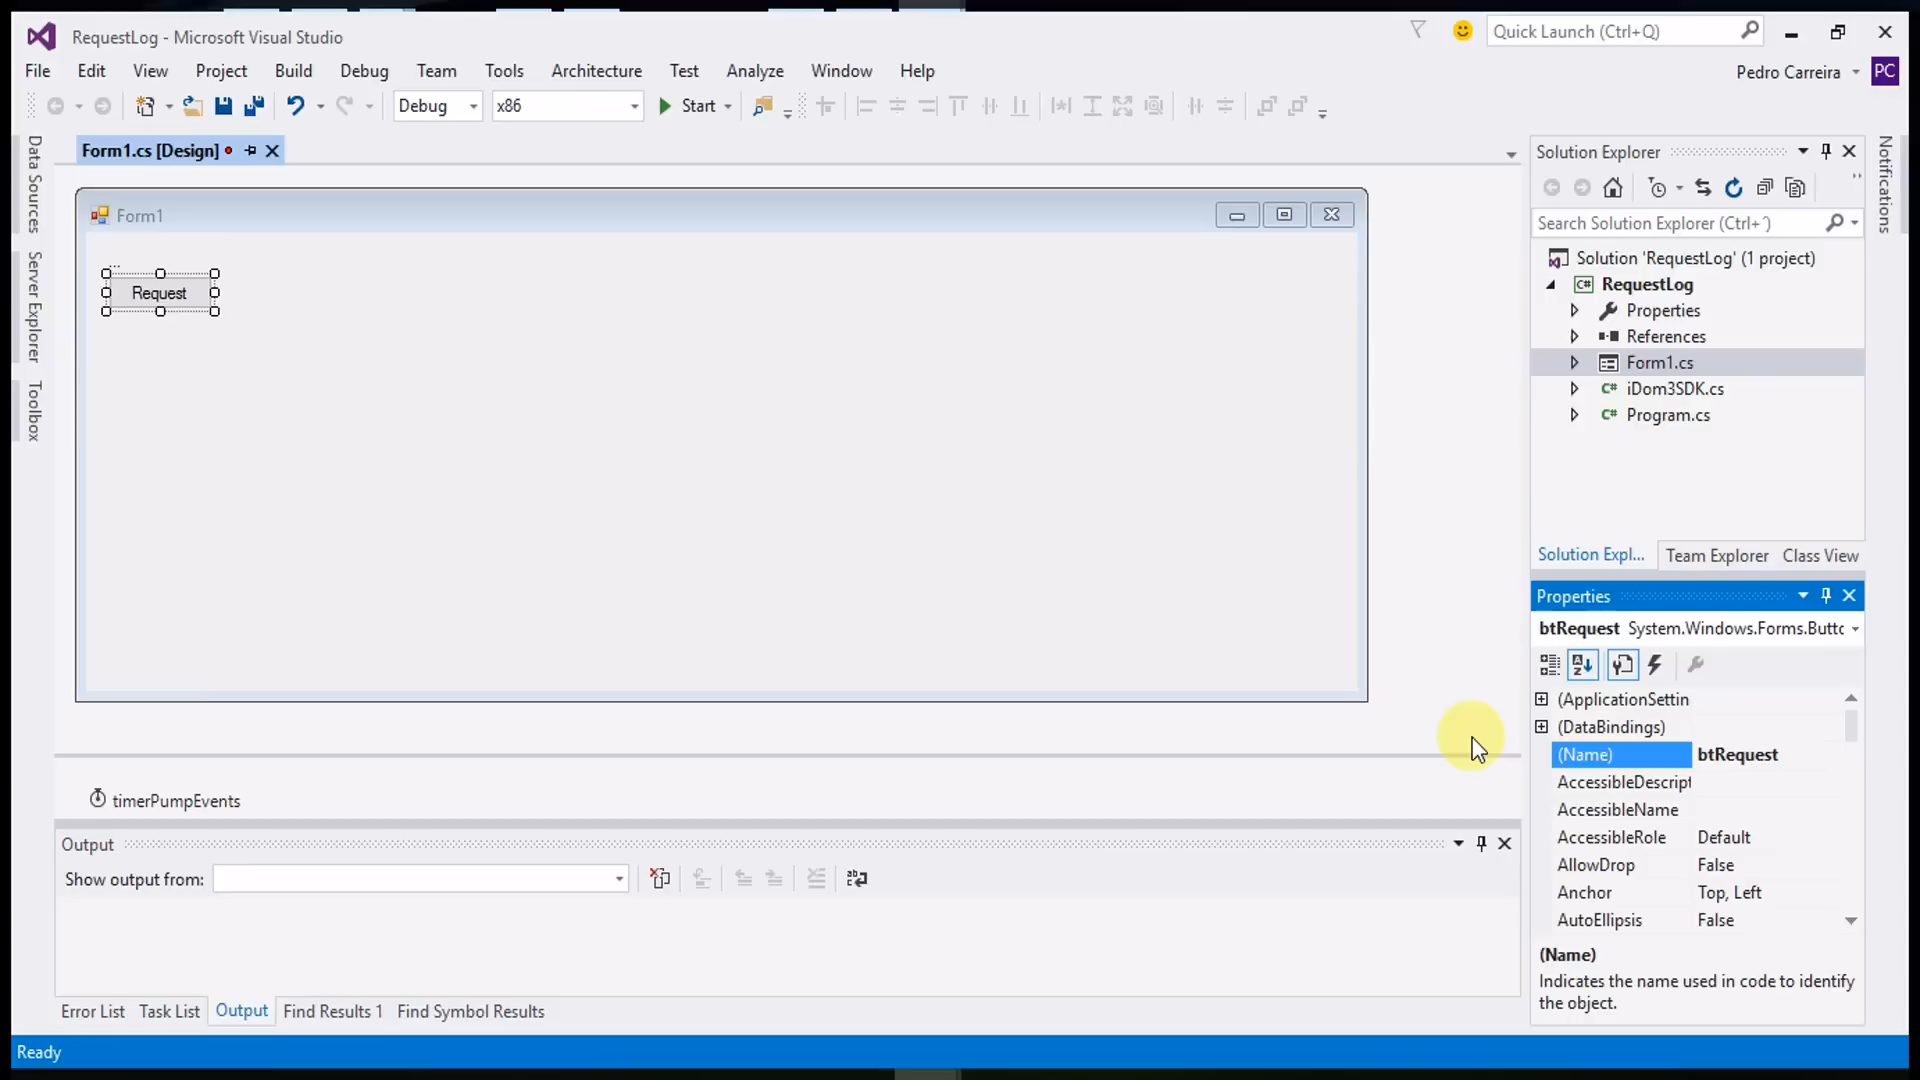 RequestLog - Microsoft Visual Studio
Quick Launch (Ctrl+Q)
File Edit View Project Build Debug Team Tools Architecture Test Analyze Window Help
Pedro Carreira PC
Debug x86 Start
Data Sources
Server Explorer
Toolbox
Form1.cs [Design]
Form1
...
Request
timerPumpEvents
Output
Show output from:
Error List Task List Output Find Results 1 Find Symbol Results
Solution Explorer
Search Solution Explorer (Ctrl+´)
Solution 'RequestLog' (1 project)
C# RequestLog
Properties
References
Form1.cs
C# iDom3SDK.cs
C# Program.cs
Solution Expl... Team Explorer Class View
Notifications
Properties
btRequest System.Windows.Forms.Butto
(ApplicationSettin
(DataBindings)
(Name) btRequest
AccessibleDescript
AccessibleName
AccessibleRole Default
AllowDrop False
Anchor Top, Left
AutoEllipsis False
(Name)
Indicates the name used in code to identify
the object.
Ready